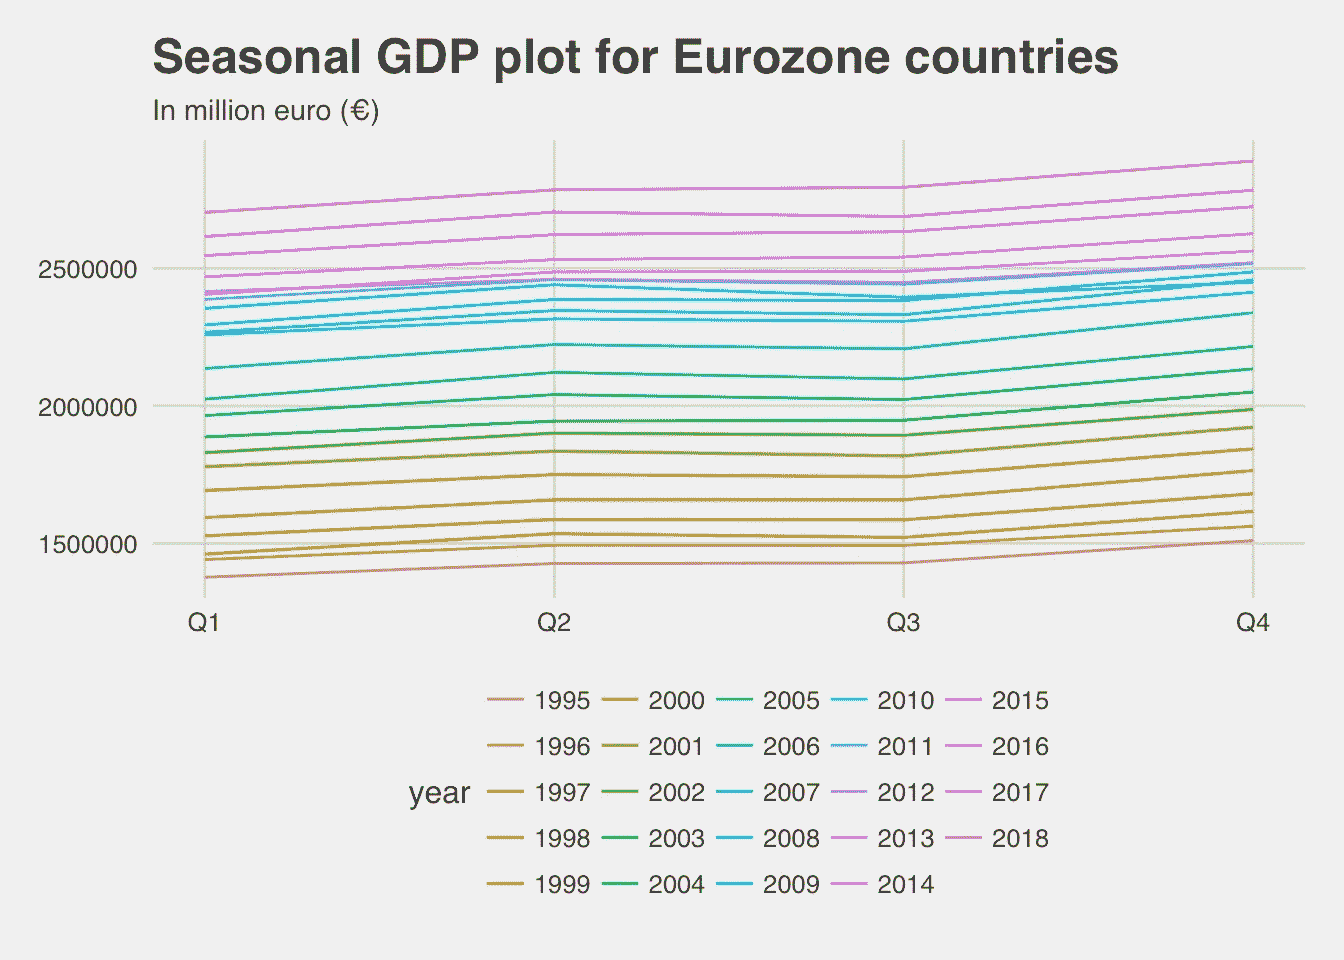 Seasonal GDP plot for Eurozone countries
In million euro (€)
2500000
2000000
1500000
Q1 Q2 Q3 Q4
1995 2000 2005 2010 2015
1996 2001 2006 2011 2016
year 1997 2002 2007 2012 2017
1998 2003 2008 2013 2018
1999 2004 2009 2014